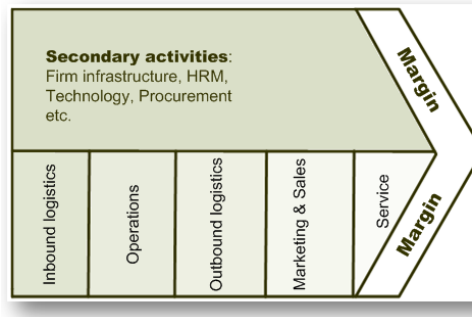 Secondary activities:
Firm infrastructure, HRM,
Technology, Procurement
etc.
Margin
Inbound logistics
Operations
Outbound logistics
Marketing & Sales
Service
Margin